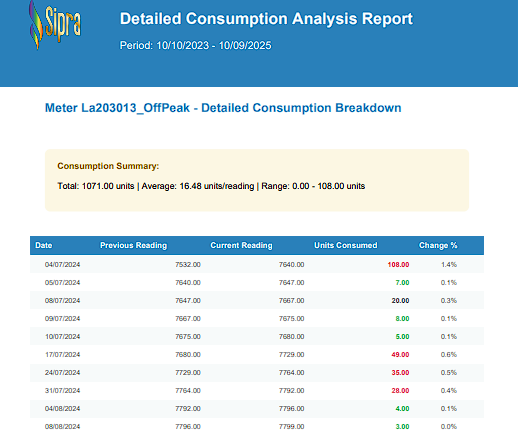 Sipra
Detailed Consumption Analysis Report
Period: 10/10/2023 - 10/09/2025
Meter La203013_OffPeak - Detailed Consumption Breakdown
Consumption Summary:
Total: 1071.00 units | Average: 16.48 units/reading | Range: 0.00 - 108.00 units
Date Previous Reading Current Reading Units Consumed Change %
04/07/2024 7532.00 7640.00 108.00 1.4%
05/07/2024 7640.00 7647.00 7.00 0.1%
08/07/2024 7647.00 7667.00 20.00 0.3%
09/07/2024 7667.00 7675.00 8.00 0.1%
10/07/2024 7675.00 7680.00 5.00 0.1%
17/07/2024 7680.00 7729.00 49.00 0.6%
24/07/2024 7729.00 7764.00 35.00 0.5%
31/07/2024 7764.00 7792.00 28.00 0.4%
04/08/2024 7792.00 7796.00 4.00 0.1%
08/08/2024 7796.00 7799.00 3.00 0.0%